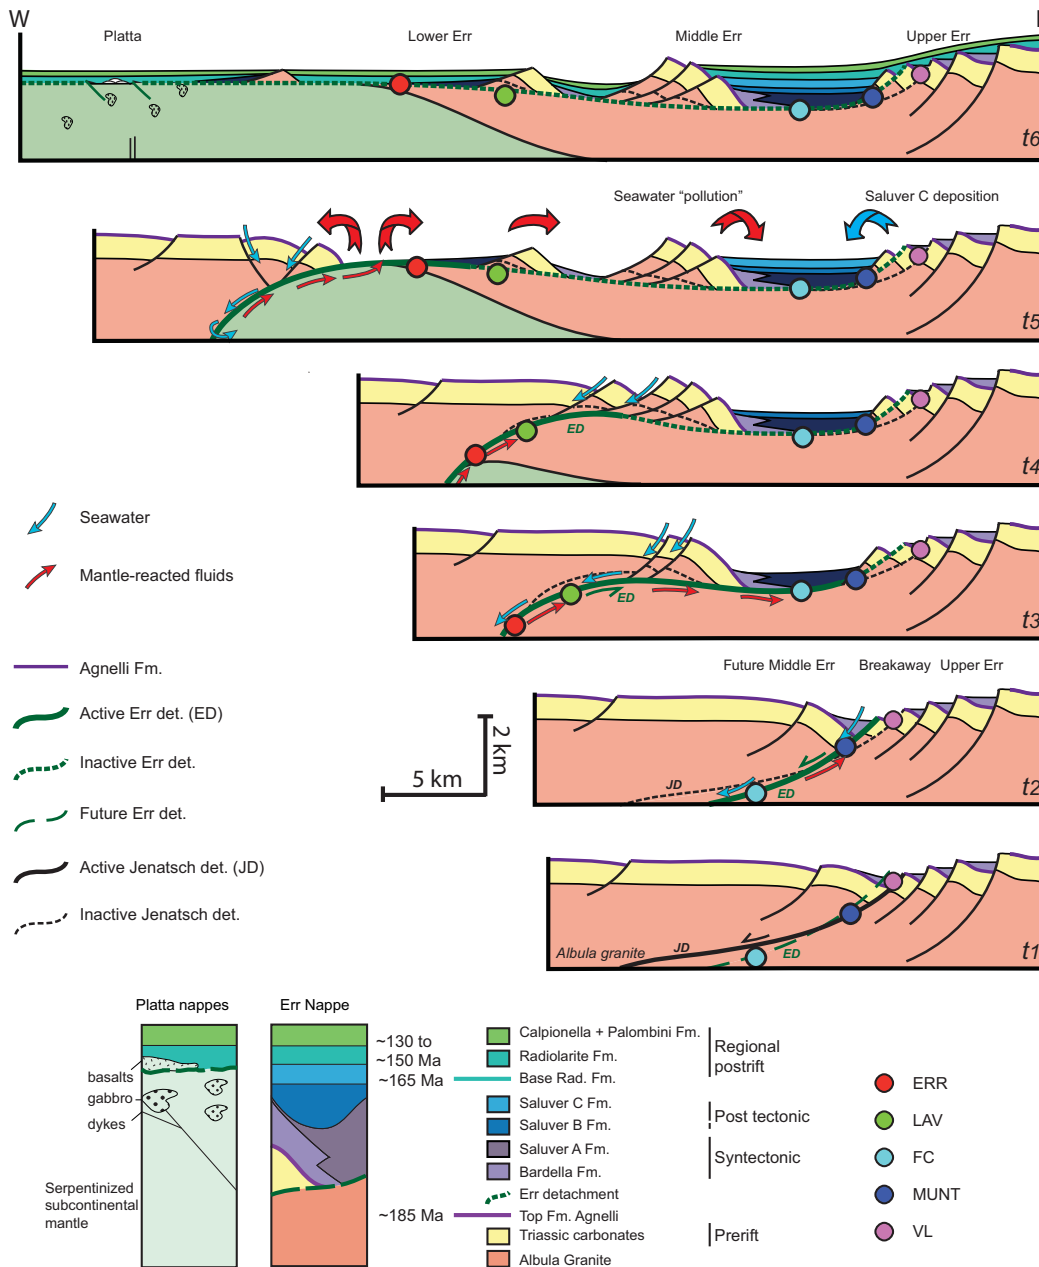 W
Platta
Lower Err
Middle Err
Upper Err
t6
Seawater “pollution”
Saluver C deposition
t5
ED
t4
Seawater
Mantle-reacted fluids
ED
t3
Agnelli Fm.
Active Err det. (ED)
Inactive Err det.
Future Err det.
Active Jenatsch det. (JD)
Inactive Jenatsch det.
5 km
2 km
Future Middle Err
Breakaway
Upper Err
JD
ED
t2
Albula granite
JD
ED
t1
Platta nappes
Err Nappe
basalts
gabbro
dykes
Serpentinized
subcontinental
mantle
~130 to
~150 Ma
~165 Ma
~185 Ma
Calpionella + Palombini Fm.
Radiolarite Fm.
Base Rad. Fm.
Saluver C Fm.
Saluver B Fm.
Saluver A Fm.
Bardella Fm.
Err detachment
Top Fm. Agnelli
Triassic carbonates
Albula Granite
Regional
postrift
Post tectonic
Syntectonic
Prerift
ERR
LAV
FC
MUNT
VL